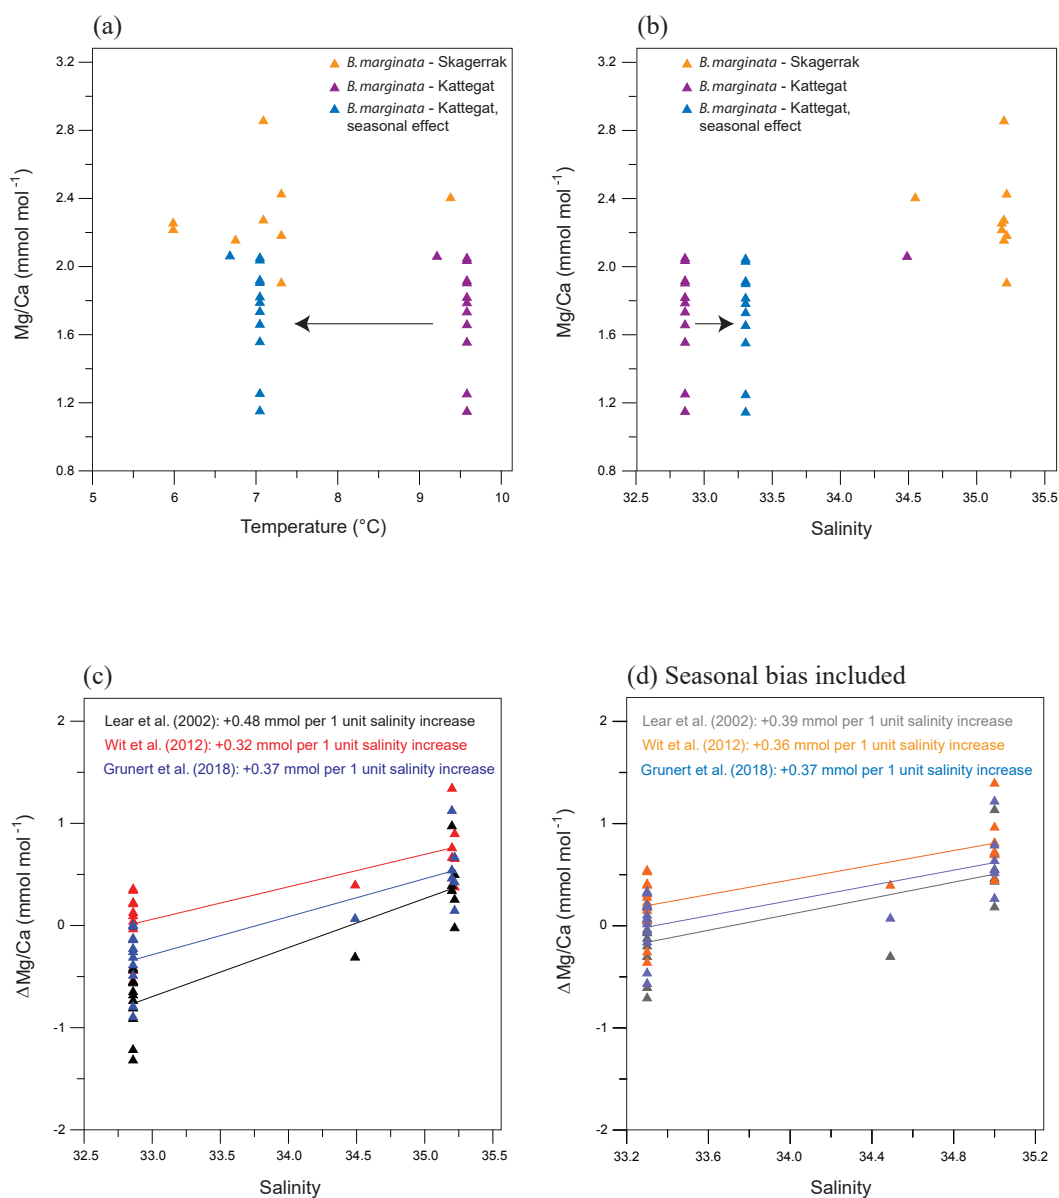 (a)
3.2
2.8
2.4
2.0
1.6
1.2
0.8
Mg/Ca (mmol mol⁻¹)
B.marginata - Skagerrak
B.marginata - Kattegat
B.marginata - Kattegat,
seasonal effect
5 6 7 8 9 10
Temperature (°C)
(b)
3.2
2.8
2.4
2.0
1.6
1.2
0.8
Mg/Ca (mmol mol⁻¹)
B.marginata - Skagerrak
B.marginata - Kattegat
B.marginata - Kattegat,
seasonal effect
32.5 33.0 33.5 34.0 34.5 35.0 35.5
Salinity
(c)
2
1
0
-1
-2
ΔMg/Ca (mmol mol⁻¹)
Lear et al. (2002): +0.48 mmol per 1 unit salinity increase
Wit et al. (2012): +0.32 mmol per 1 unit salinity increase
Grunert et al. (2018): +0.37 mmol per 1 unit salinity increase
32.5 33.0 34.0 34.5 35.0 35.5
Salinity
(d) Seasonal bias included
2
1
0
-1
-2
ΔMg/Ca (mmol mol⁻¹)
Lear et al. (2002): +0.39 mmol per 1 unit salinity increase
Wit et al. (2012): +0.36 mmol per 1 unit salinity increase
Grunert et al. (2018): +0.37 mmol per 1 unit salinity increase
33.2 33.6 34.0 34.4 34.8 35.2
Salinity